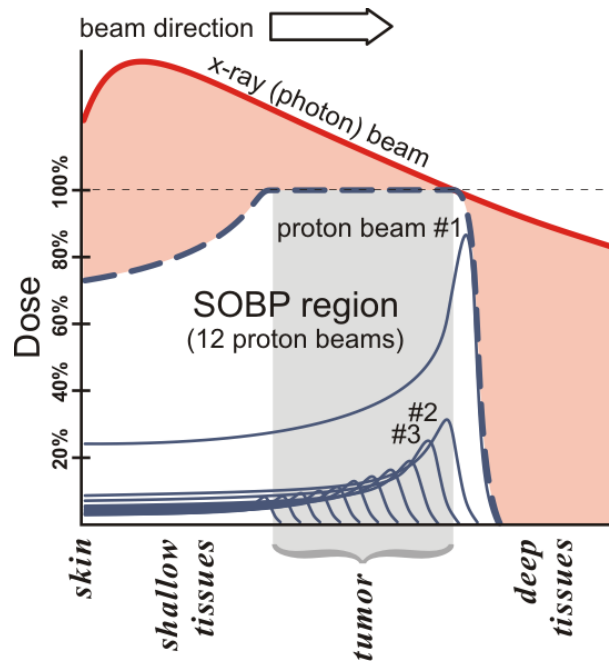 beam direction
x-ray (photon) beam
100%
80%
60%
40%
20%
Dose
proton beam #1
SOBP region
(12 proton beams)
#2
#3
skin
shallow
tissues
tumor
deep
tissues